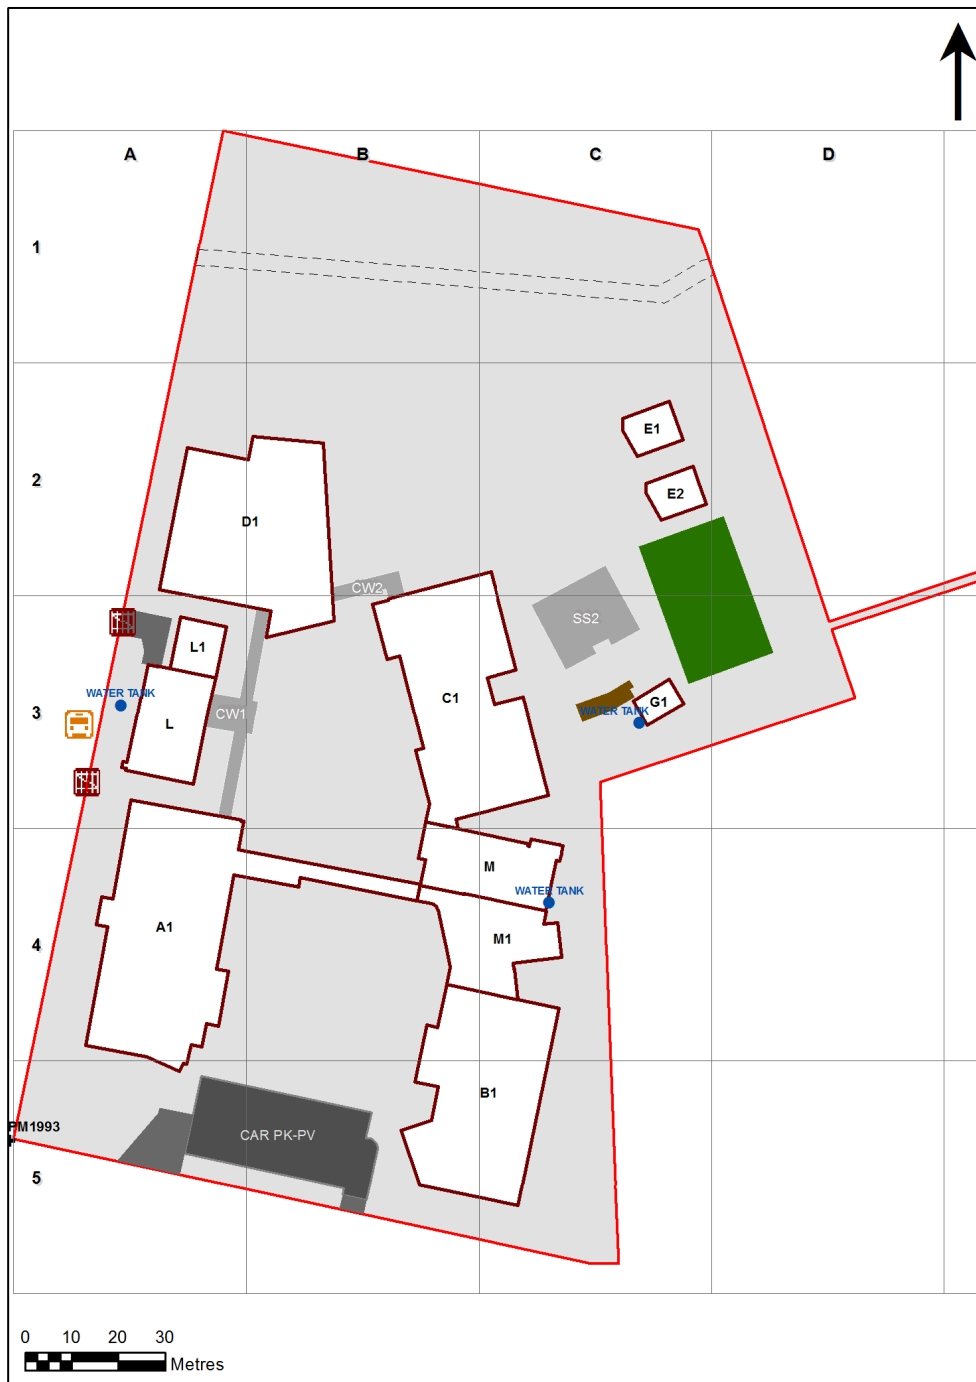 A B C D
1
E1
2
E2
D1
CW2
SS2
L1
WATER TANK
C1
G1
3
L
CW1
WATER TANK
M
WATER TANK
A1
M1
4
B1
PM1993
CAR PK-PV
5
0 10 20 30
Metres